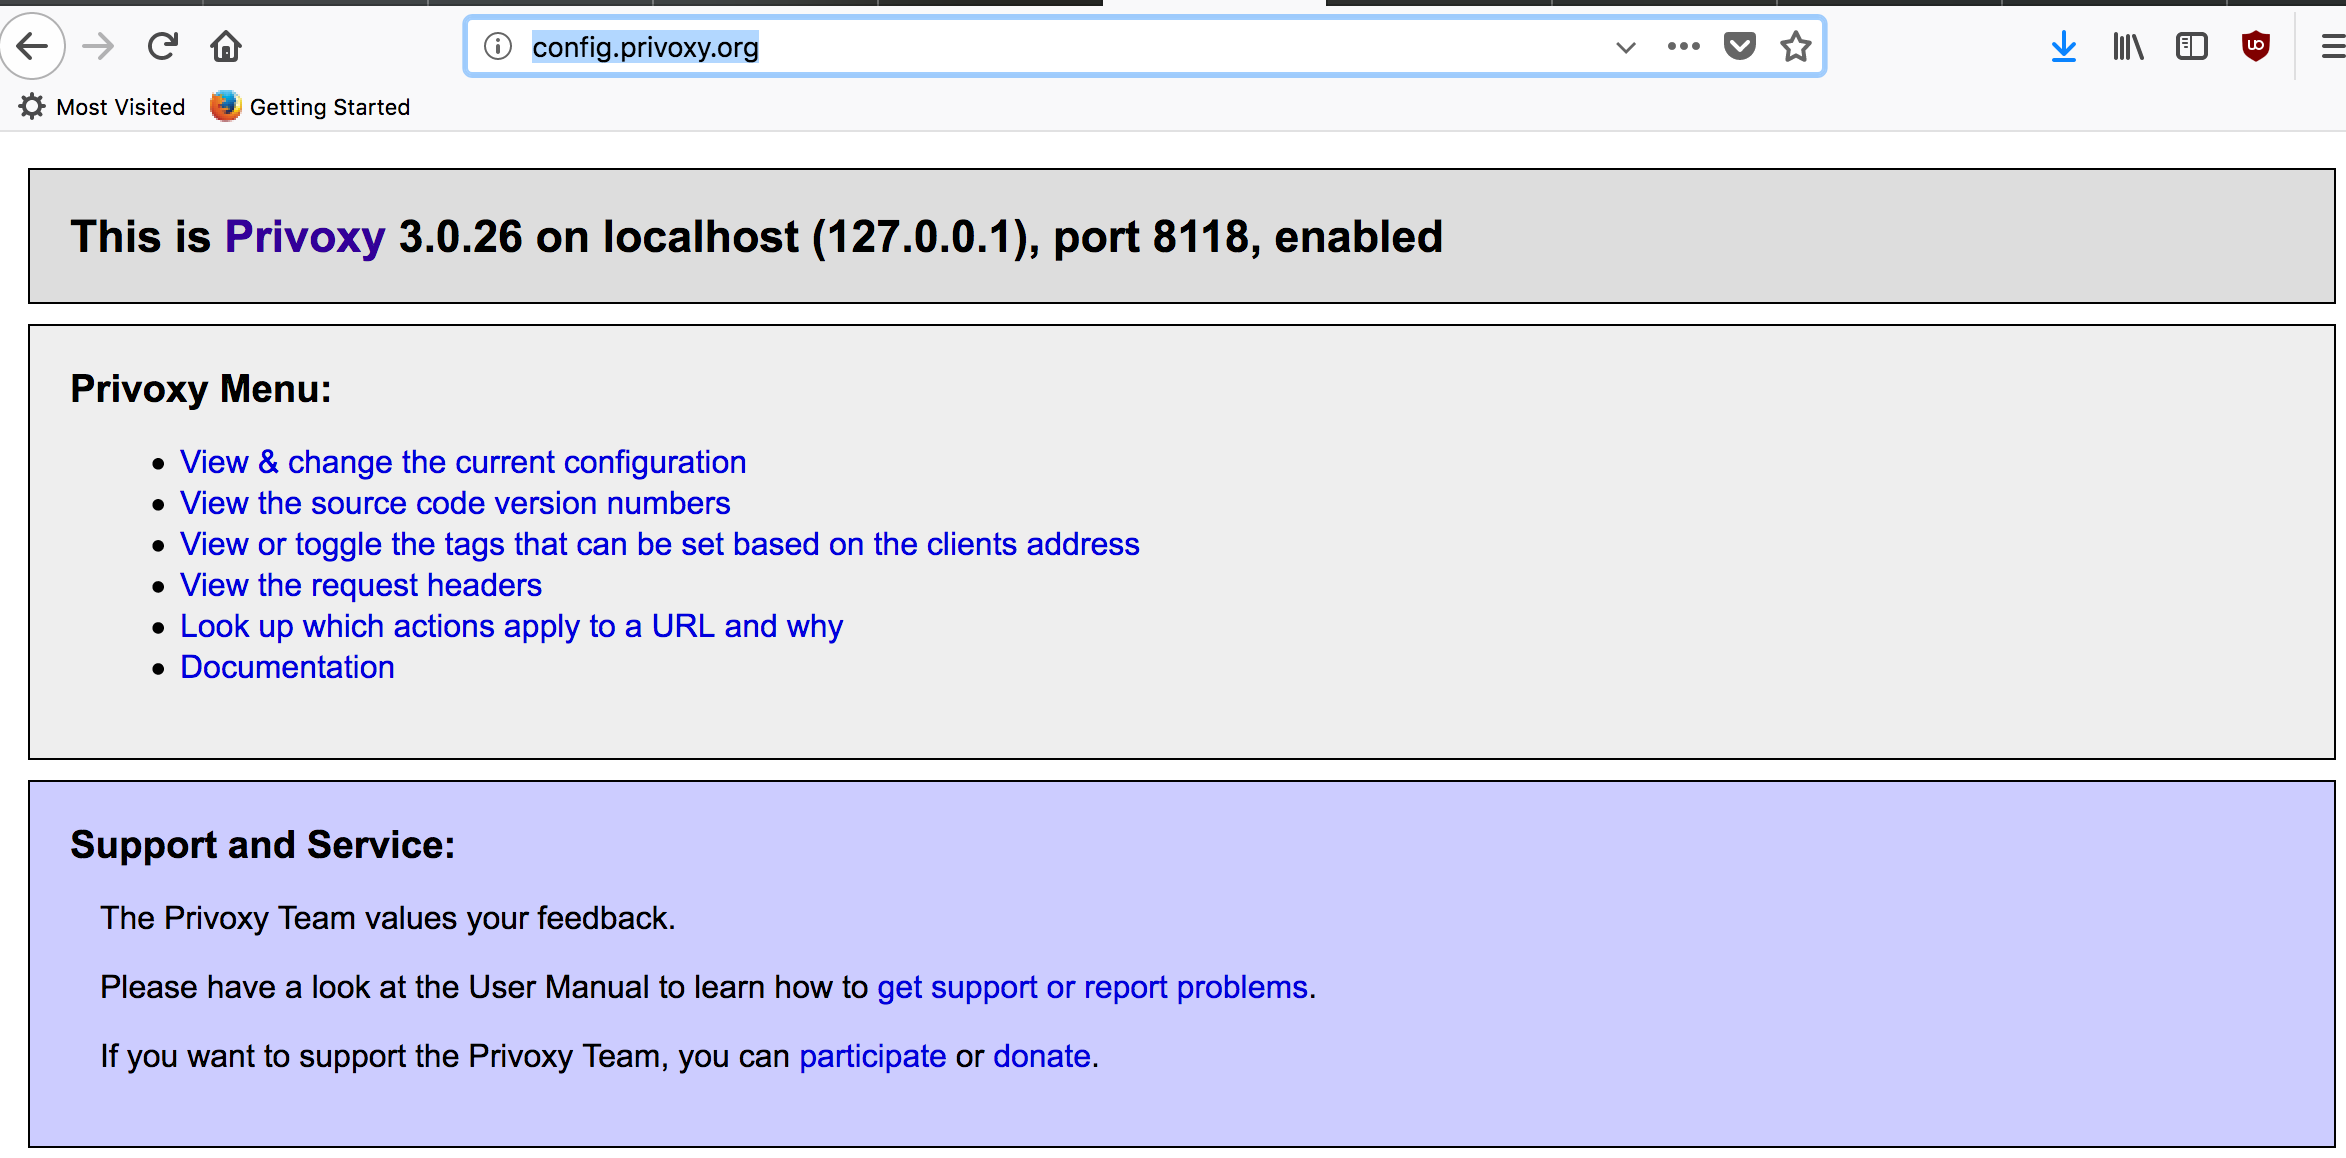 config.privoxy.org
Most Visited Getting Started
This is Privoxy 3.0.26 on localhost (127.0.0.1), port 8118, enabled
Privoxy Menu:
View & change the current configuration
View the source code version numbers
View or toggle the tags that can be set based on the clients address
View the request headers
Look up which actions apply to a URL and why
Documentation
Support and Service:
The Privoxy Team values your feedback.
Please have a look at the User Manual to learn how to get support or report problems.
If you want to support the Privoxy Team, you can participate or donate.